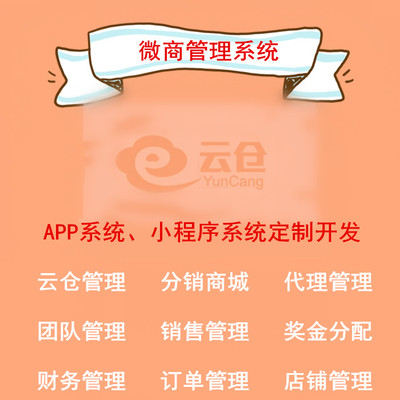 微商管理系统
云仓
YunCang
APP系统、小程序系统定制开发
云仓管理 分销商城 代理管理
团队管理 销售管理 奖金分配
财务管理 订单管理 店铺管理